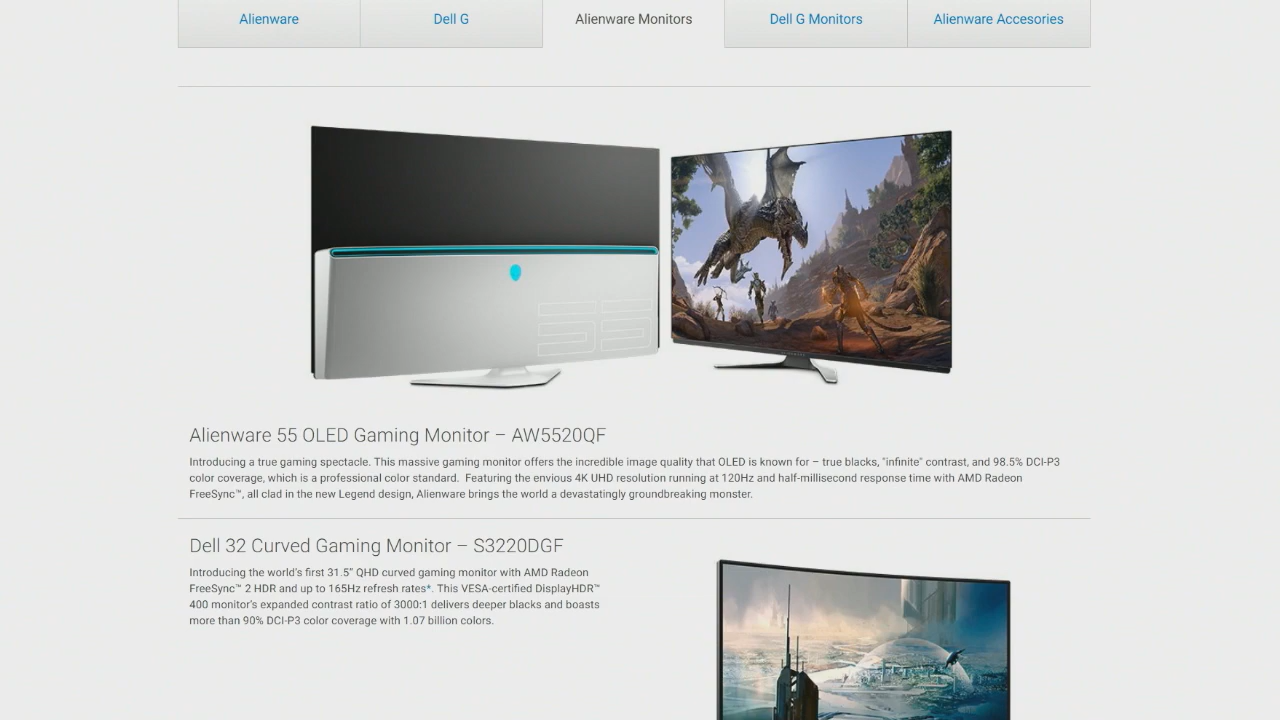 Alienware
Dell G
Alienware Monitors
Dell G Monitors
Alienware Accesories
55
Alienware 55 OLED Gaming Monitor – AW5520QF
Introducing a true gaming spectacle. This massive gaming monitor offers the incredible image quality that OLED is known for – true blacks, "infinite" contrast, and 98.5% DCI-P3
color coverage, which is a professional color standard. Featuring the envious 4K UHD resolution running at 120Hz and half-millisecond response time with AMD Radeon
FreeSync™, all clad in the new Legend design, Alienware brings the world a devastatingly groundbreaking monster.
Dell 32 Curved Gaming Monitor – S3220DGF
Introducing the world's first 31.5" QHD curved gaming monitor with AMD Radeon
FreeSync™ 2 HDR and up to 165Hz refresh rates*. This VESA-certified DisplayHDR™
400 monitor's expanded contrast ratio of 3000:1 delivers deeper blacks and boasts
more than 90% DCI-P3 color coverage with 1.07 billion colors.